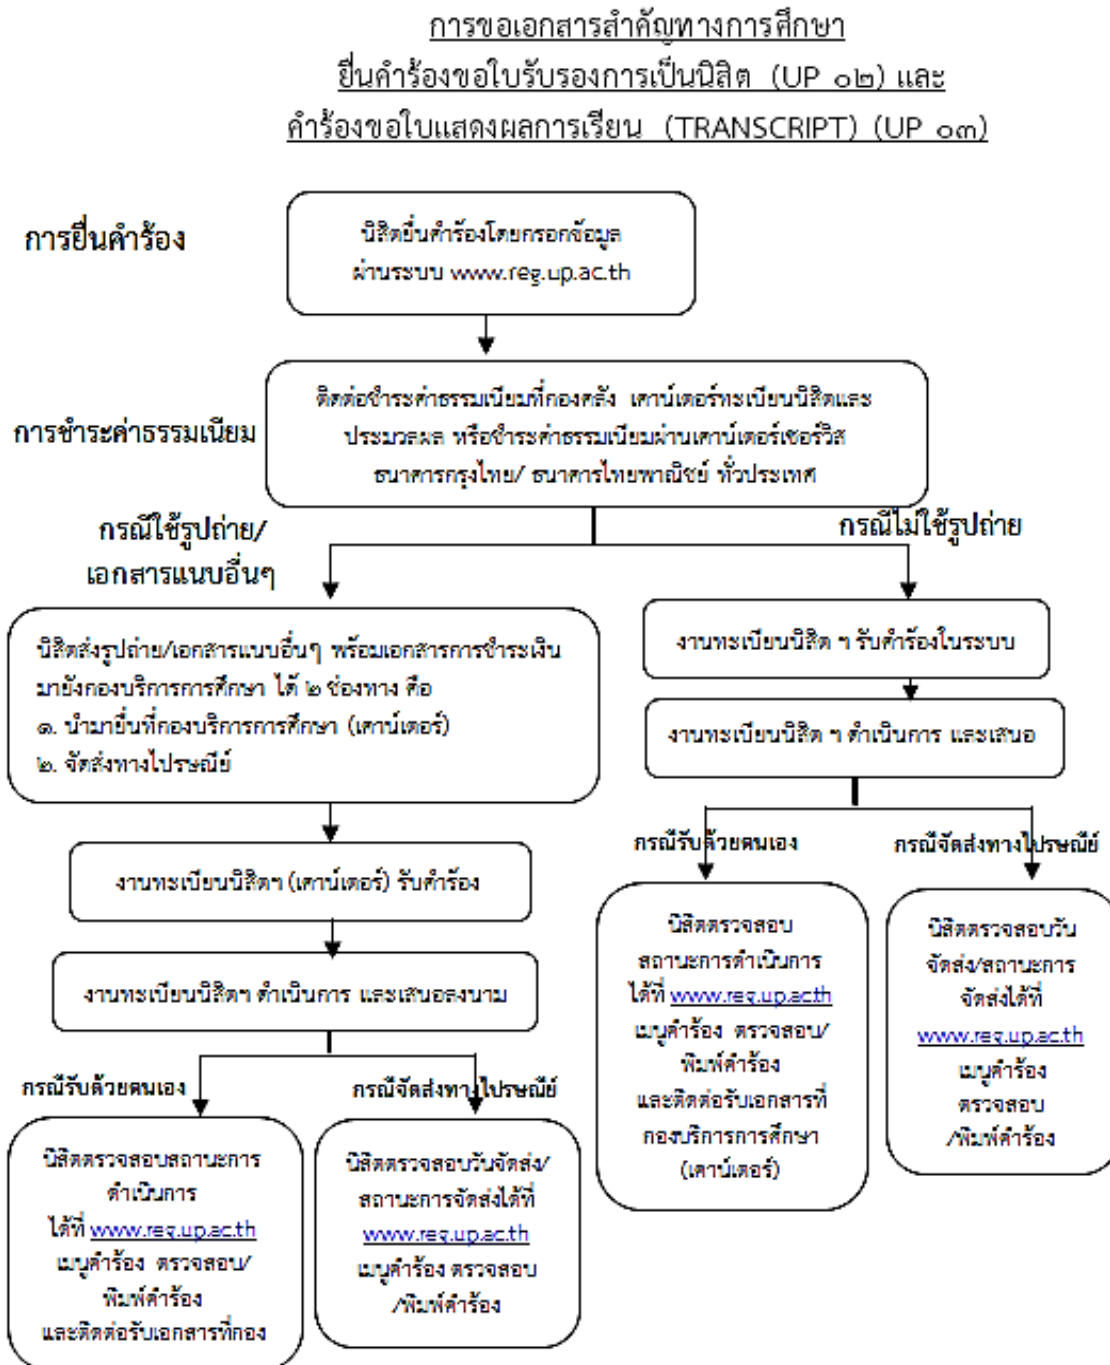 การขอเอกสารสำคัญทางการศึกษา
ยื่นคำร้องขอใบรับรองการเป็นนิสิต (UP ๐๒) และ
คำร้องขอใบแสดงผลการเรียน (TRANSCRIPT) (UP ๐๓)
การยื่นคำร้อง
นิสิตยื่นคำร้องโดยกรอกข้อมูล
ผ่านระบบ www.reg.up.ac.th
การชำระค่าธรรมเนียม
ติดต่อชำระค่าธรรมเนียมที่กองคลัง เคาน์เตอร์ทะเบียนนิสิตและ
ประมวลผล หรือชำระค่าธรรมเนียมผ่านเคาน์เตอร์เซอร์วิส
ธนาคารกรุงไทย/ ธนาคารไทยพาณิชย์ ทั่วประเทศ
กรณีใช้รูปถ่าย/
เอกสารแนบอื่นๆ
กรณีไม่ใช้รูปถ่าย
นิสิตส่งรูปถ่าย/เอกสารแนบอื่นๆ พร้อมเอกสารการชำระเงิน
มายังกองบริการการศึกษา ได้ ๒ ช่องทาง คือ
๑. นำมายื่นที่กองบริการการศึกษา (เคาน์เตอร์)
๒. จัดส่งทางไปรษณีย์
งานทะเบียนนิสิตฯ (เคาน์เตอร์) รับคำร้อง
งานทะเบียนนิสิตฯ ดำเนินการ และเสนอลงนาม
กรณีรับด้วยตนเอง
นิสิตตรวจสอบสถานะการ
ดำเนินการ
ได้ที่ www.reg.up.ac.th
เมนูคำร้อง ตรวจสอบ/
พิมพ์คำร้อง
และติดต่อรับเอกสารที่กอง
กรณีจัดส่งทางไปรษณีย์
นิสิตตรวจสอบวันจัดส่ง/
สถานะการจัดส่งได้ที่
www.reg.up.ac.th
เมนูคำร้อง ตรวจสอบ
/พิมพ์คำร้อง
งานทะเบียนนิสิต ฯ รับคำร้องในระบบ
งานทะเบียนนิสิต ฯ ดำเนินการ และเสนอ
กรณีรับด้วยตนเอง
นิสิตตรวจสอบ
สถานะการดำเนินการ
ได้ที่ www.reg.up.ac.th
เมนูคำร้อง ตรวจสอบ/
พิมพ์คำร้อง
และติดต่อรับเอกสารที่
กองบริการการศึกษา
(เคาน์เตอร์)
กรณีจัดส่งทางไปรษณีย์
นิสิตตรวจสอบวัน
จัดส่ง/สถานะการ
จัดส่งได้ที่
www.reg.up.ac.th
เมนูคำร้อง
ตรวจสอบ
/พิมพ์คำร้อง